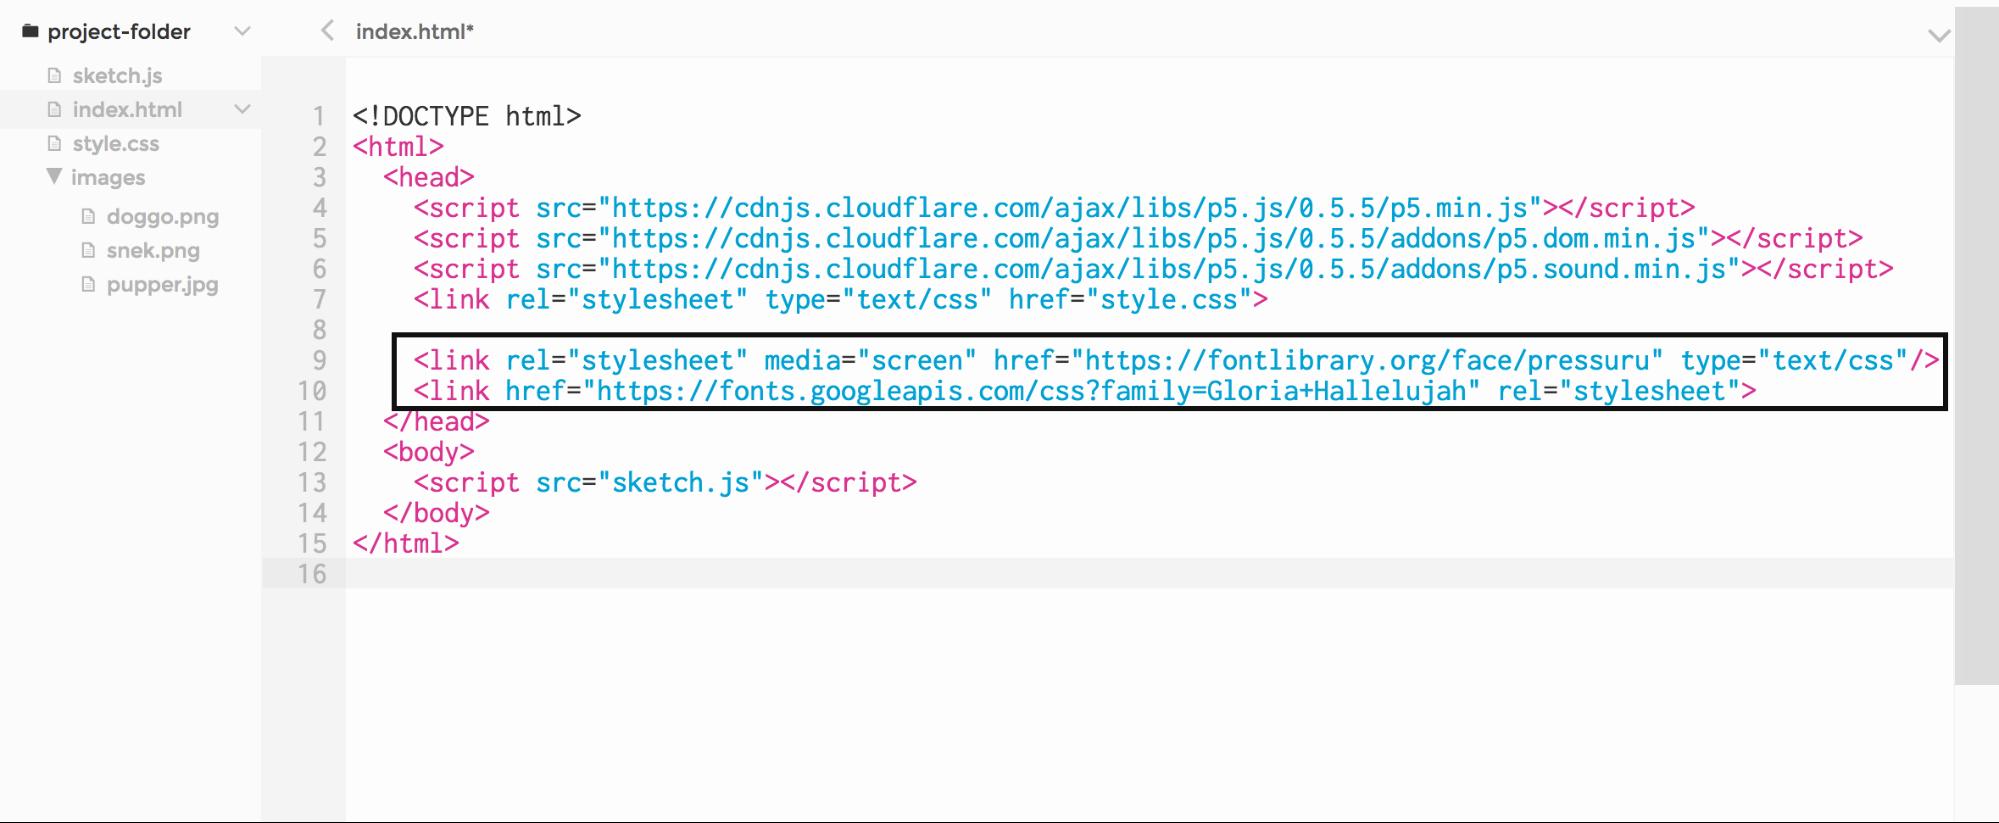 project-folder
sketch.js
index.html
style.css
images
doggo.png
snek.png
pupper.jpg
index.html*
1 <!DOCTYPE html>
2 <html>
3   <head>
4     <script src="https://cdnjs.cloudflare.com/ajax/libs/p5.js/0.5.5/p5.min.js"></script>
5     <script src="https://cdnjs.cloudflare.com/ajax/libs/p5.js/0.5.5/addons/p5.dom.min.js"></script>
6     <script src="https://cdnjs.cloudflare.com/ajax/libs/p5.js/0.5.5/addons/p5.sound.min.js"></script>
7     <link rel="stylesheet" type="text/css" href="style.css">
8
9     <link rel="stylesheet" media="screen" href="https://fontlibrary.org/face/pressuru" type="text/css"/>
10     <link href="https://fonts.googleapis.com/css?family=Gloria+Hallelujah" rel="stylesheet">
11   </head>
12   <body>
13     <script src="sketch.js"></script>
14   </body>
15 </html>
16